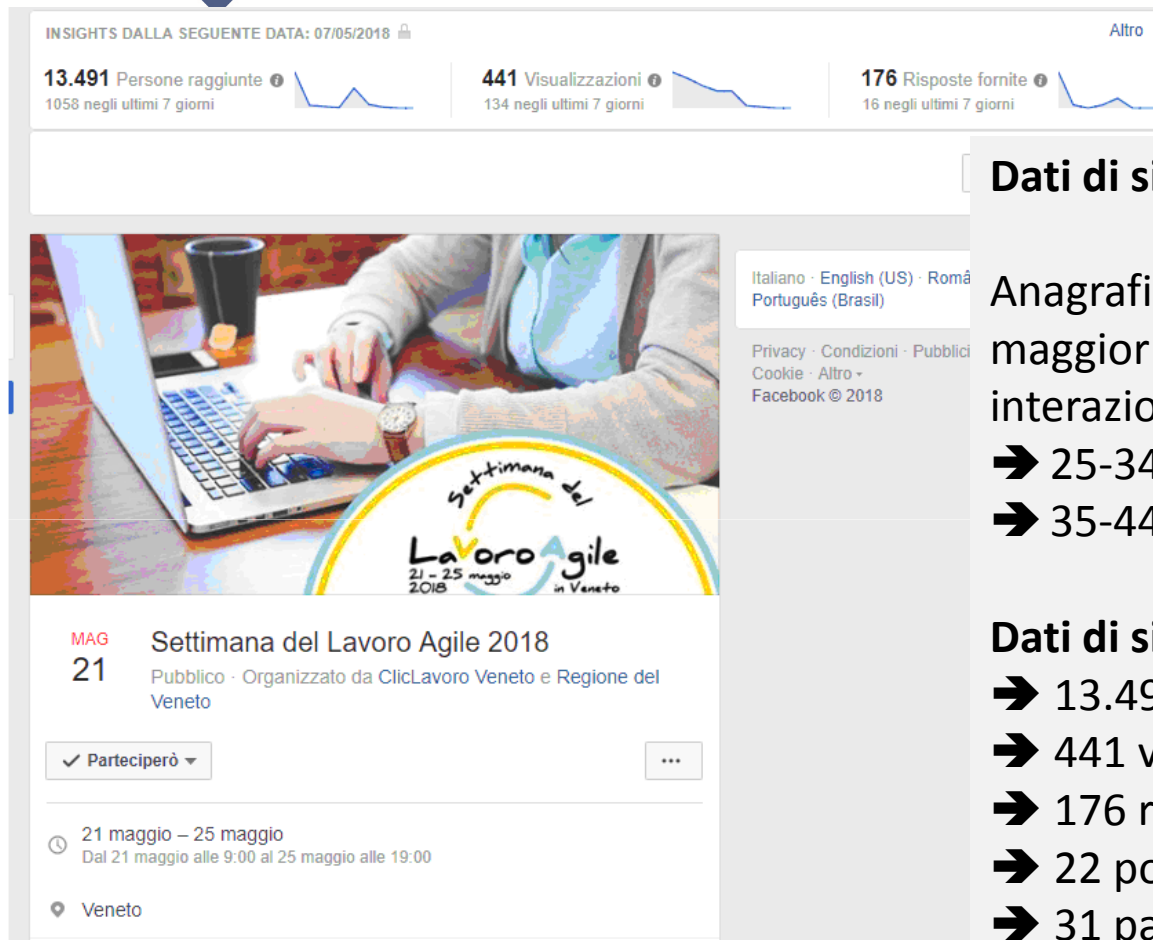 INSIGHTS DALLA SEGUENTE DATA: 07/05/2018
Altro
13.491 Persone raggiunte
1058 negli ultimi 7 giorni
441 Visualizzazioni
134 negli ultimi 7 giorni
176 Risposte fornite
16 negli ultimi 7 giorni
Settimana del
LaVoro Agile
21 - 25 maggio
2018 in Veneto
MAG
21
Settimana del Lavoro Agile 2018
Pubblico · Organizzato da ClicLavoro Veneto e Regione del
Veneto
Parteciperò
21 maggio – 25 maggio
Dal 21 maggio alle 9:00 al 25 maggio alle 19:00
Veneto
Italiano · English (US) · Româ
Português (Brasil)
Privacy · Condizioni · Pubblici
Cookie · Altro
Facebook © 2018
Dati di si
Anagrafi
maggior
interazio
➔ 25-34
➔ 35-44
Dati di si
➔ 13.49
➔ 441 v
➔ 176 r
➔ 22 po
➔ 31 pa